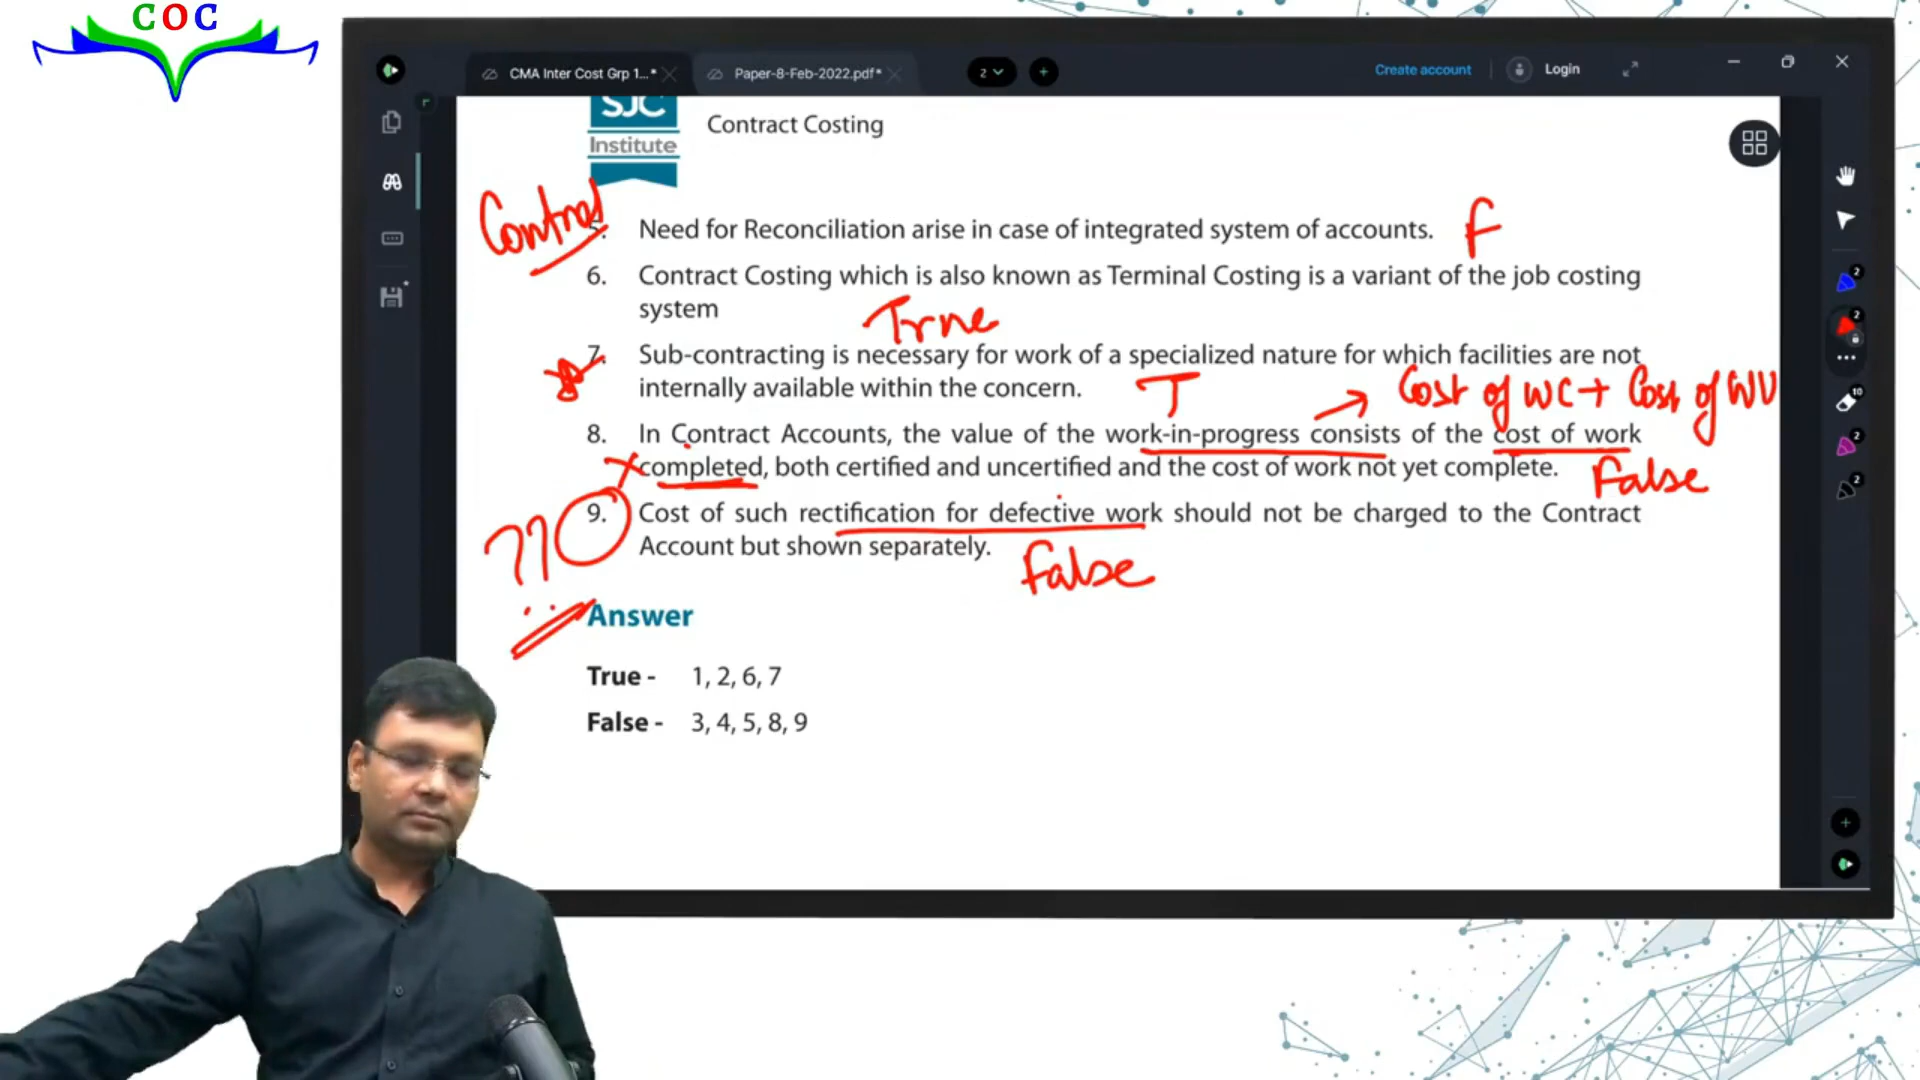 COC
CMA Inter Cost Grp 1...*
Paper-8-Feb-2022.pdf*
2
Create account
Login
SJC
Institute
Contract Costing
Contract
5. Need for Reconciliation arise in case of integrated system of accounts. F
6. Contract Costing which is also known as Terminal Costing is a variant of the job costing
system
True
7. Sub-contracting is necessary for work of a specialized nature for which facilities are not
internally available within the concern. T
Cost of WC + Cost of WU
8. In Contract Accounts, the value of the work-in-progress consists of the cost of work
completed, both certified and uncertified and the cost of work not yet complete. False
9. Cost of such rectification for defective work should not be charged to the Contract
Account but shown separately. False
??
Answer
True - 1, 2, 6, 7
False - 3, 4, 5, 8, 9
2
2
10
2
2